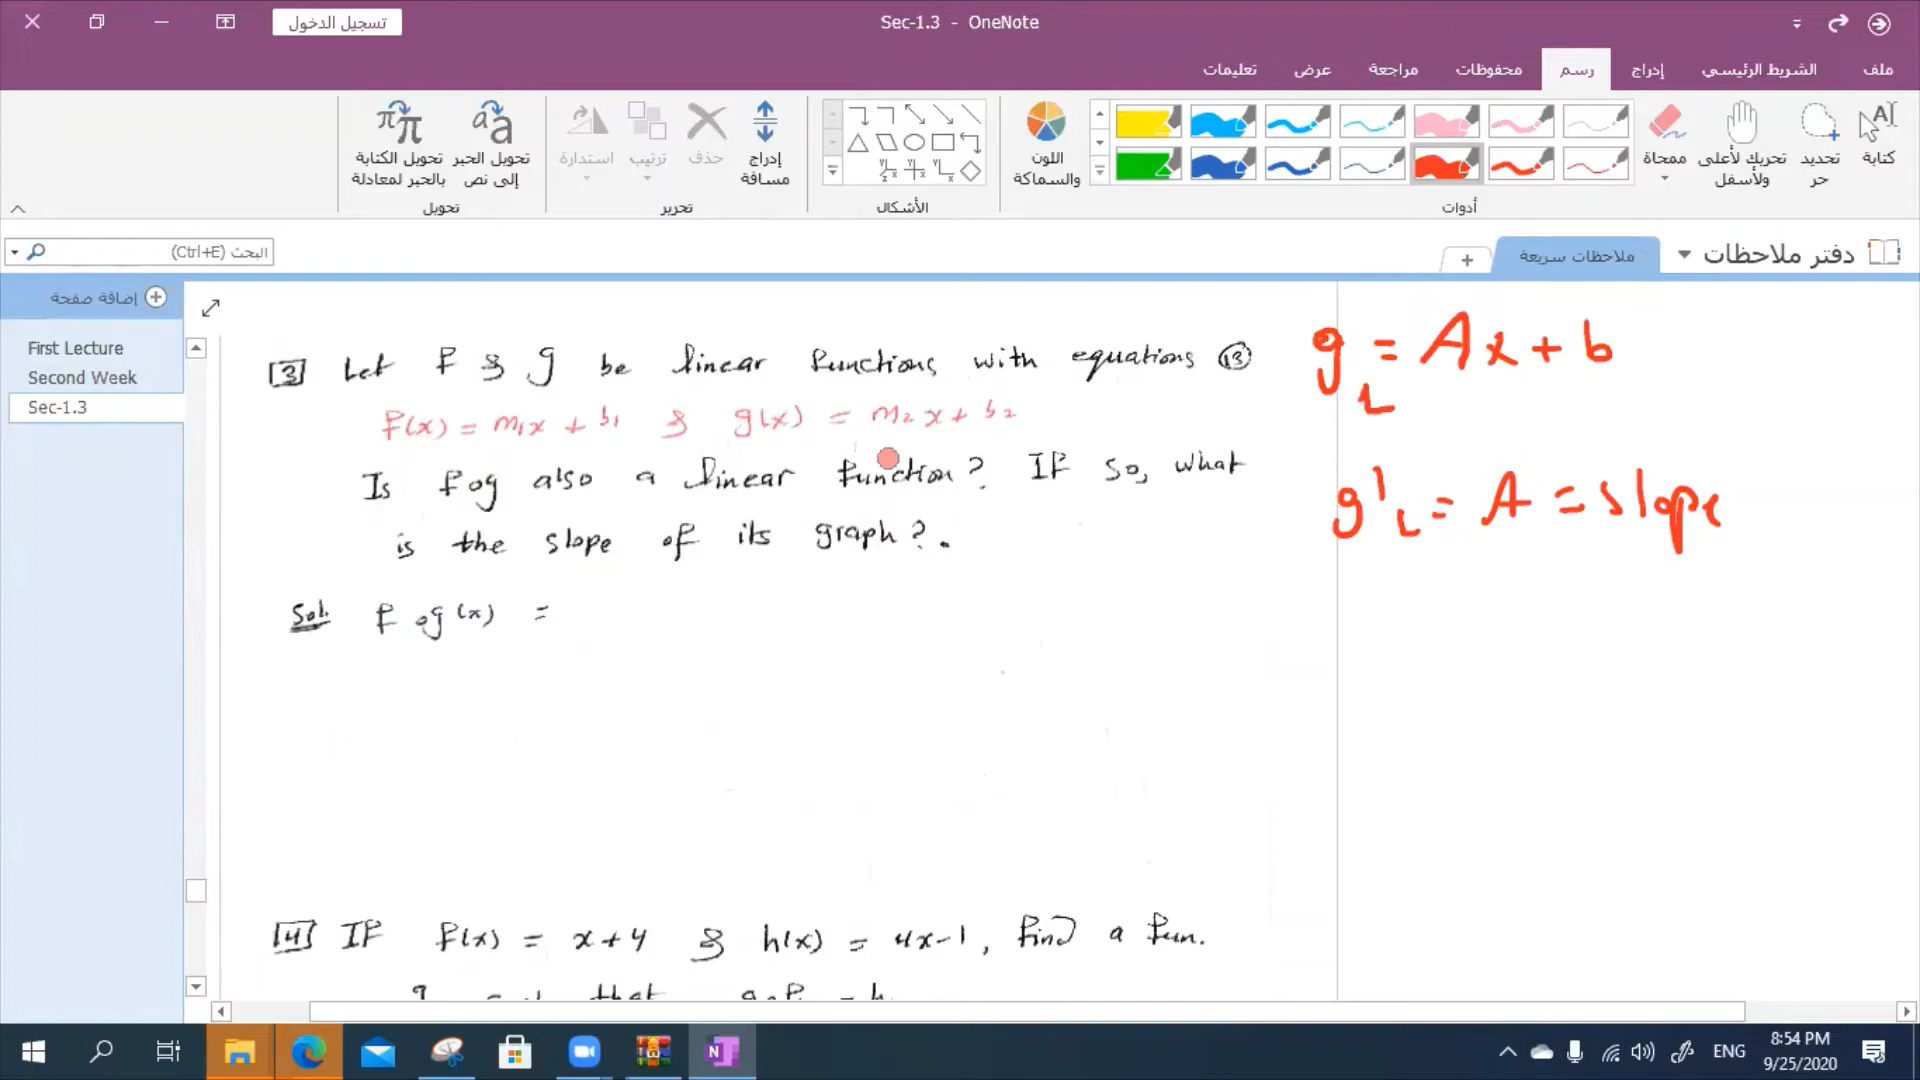 تسجيل الدخول
Sec-1.3 - OneNote
ملف
الشريط الرئيسي
إدراج
رسم
محفوظات
مراجعة
عرض
تعليمات
كتابة
تحديد حر
تحريك لأعلى ولأسفل
ممحاة
أدوات
اللون والسماكة
الأشكال
إدراج مسافة
حذف
ترتيب
استدارة
تحرير
تحويل الحبر إلى نص
تحويل الكتابة بالحبر لمعادلة
تحويل
دفتر ملاحظات
ملاحظات سريعة
البحث (Ctrl+E)
إضافة صفحة
First Lecture
Second Week
Sec-1.3
[3] Let f & g be linear functions with equations (13)
f(x) = m₁x + b₁ & g(x) = m₂x + b₂
Is fog also a linear function? If so, what
is the slope of its graph?.
Sol. fog(x) =
[4] If f(x) = x+4 & h(x) = 4x-1, find a fun.
g_L = Ax + b
g'_L = A = slope
ENG
8:54 PM
9/25/2020